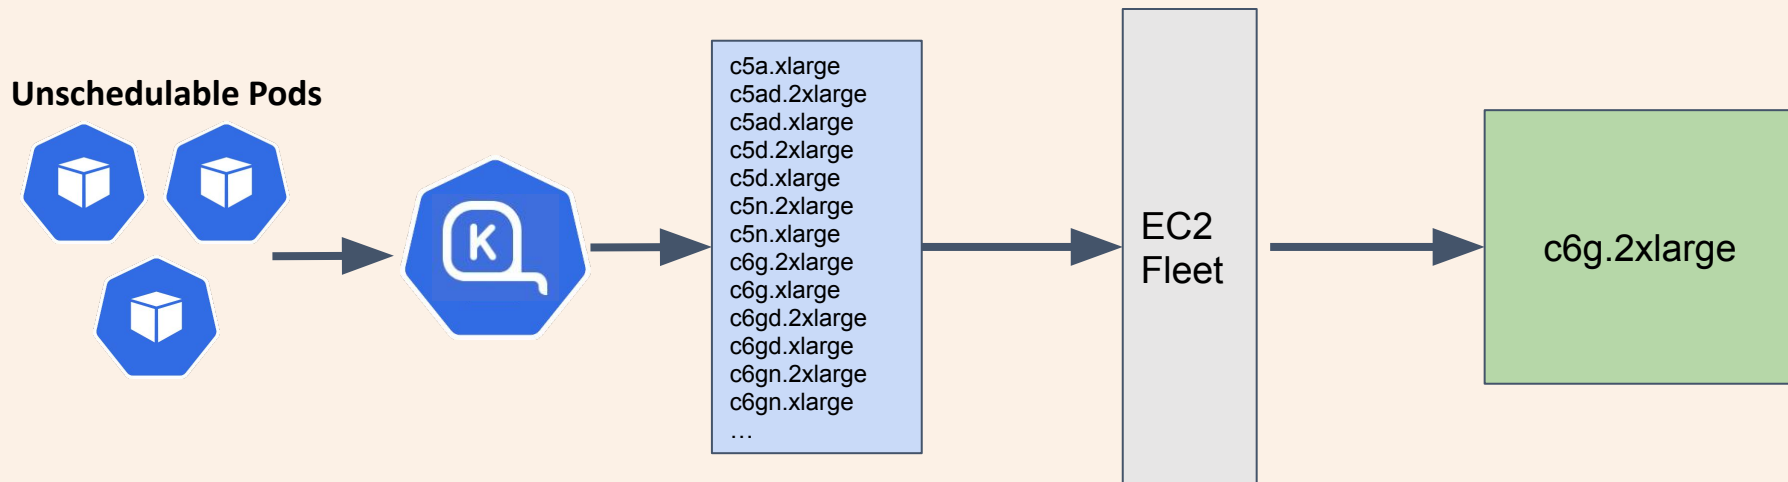 Unschedulable Pods
K
c5a.xlarge
c5ad.2xlarge
c5ad.xlarge
c5d.2xlarge
c5d.xlarge
c5n.2xlarge
c5n.xlarge
c6g.2xlarge
c6g.xlarge
c6gd.2xlarge
c6gd.xlarge
c6gn.2xlarge
c6gn.xlarge
…
EC2
Fleet
c6g.2xlarge